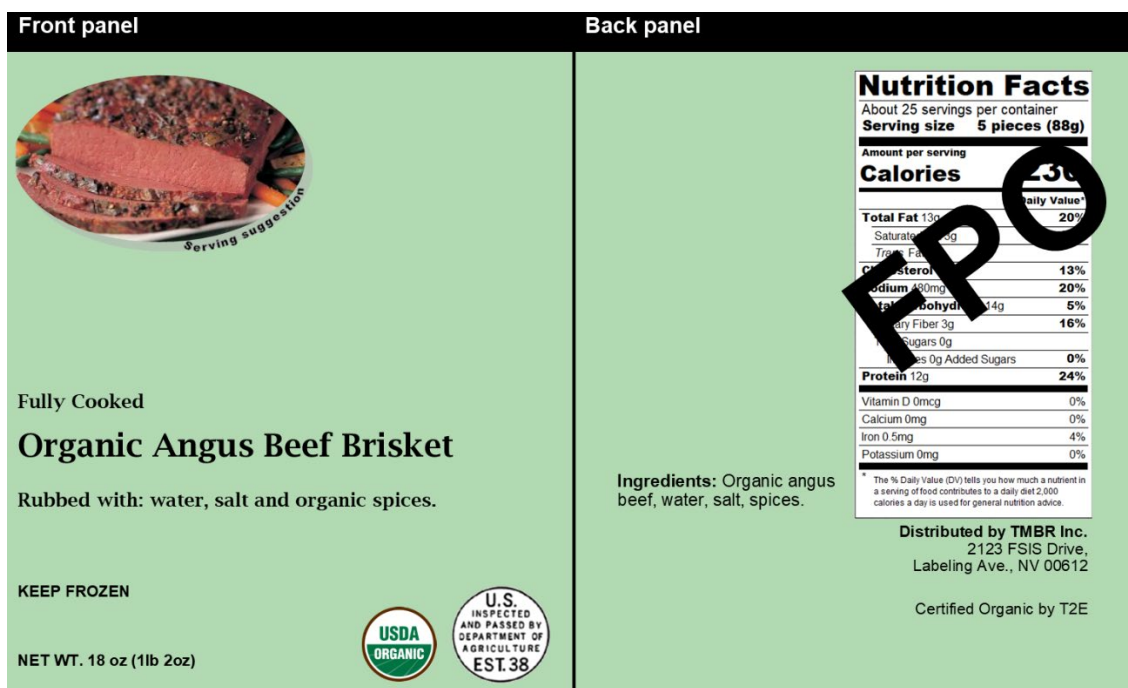 Front panel
Back panel
Serving suggestion
Fully Cooked
Organic Angus Beef Brisket
Rubbed with: water, salt and organic spices.
KEEP FROZEN
NET WT. 18 oz (1lb 2oz)
USDA
ORGANIC
U.S.
INSPECTED
AND PASSED BY
DEPARTMENT OF
AGRICULTURE
EST. 38
Nutrition Facts
About 25 servings per container
Serving size 5 pieces (88g)
Amount per serving
Calories
Daily Value*
Total Fat 13g 20%
13%
480mg 20%
14g 5%
Fiber 3g 16%
Sugars 0g
0g Added Sugars 0%
Protein 12g 24%
Vitamin D 0mcg 0%
Calcium 0mg 0%
Iron 0.5mg 4%
Potassium 0mg 0%
* The % Daily Value (DV) tells you how much a nutrient in
a serving of food contributes to a daily diet 2,000
calories a day is used for general nutrition advice.
FPO
Ingredients: Organic angus
beef, water, salt, spices.
Distributed by TMBR Inc.
2123 FSIS Drive,
Labeling Ave., NV 00612
Certified Organic by T2E